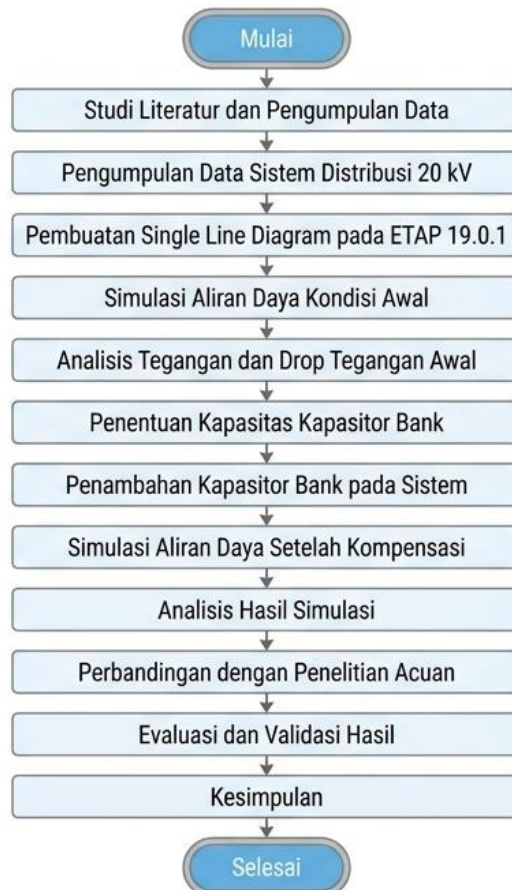 Mulai
Studi Literatur dan Pengumpulan Data
Pengumpulan Data Sistem Distribusi 20 kV
Pembuatan Single Line Diagram pada ETAP 19.0.1
Simulasi Aliran Daya Kondisi Awal
Analisis Tegangan dan Drop Tegangan Awal
Penentuan Kapasitas Kapasitor Bank
Penambahan Kapasitor Bank pada Sistem
Simulasi Aliran Daya Setelah Kompensasi
Analisis Hasil Simulasi
Perbandingan dengan Penelitian Acuan
Evaluasi dan Validasi Hasil
Kesimpulan
Selesai